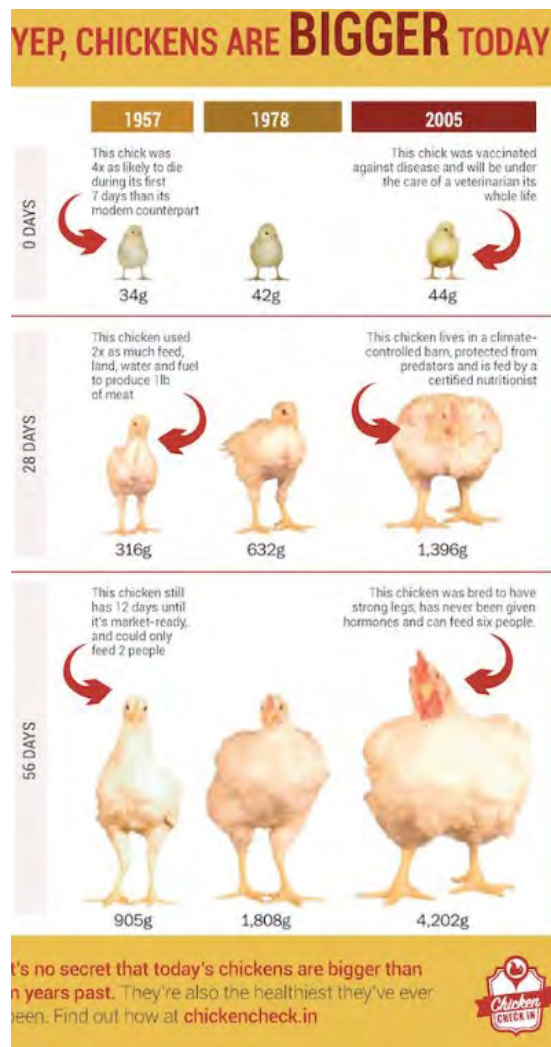 YEP, CHICKENS ARE BIGGER TODAY
1957
1978
2005
0 DAYS
This chick was
4x as likely to die
during its first
7 days than its
modern counterpart
This chick was vaccinated
against disease and will be under
the care of a veterinarian its
whole life
34g
42g
44g
28 DAYS
This chicken used
2x as much feed,
land, water and fuel
to produce 1lb
of meat
This chicken lives in a climate-
controlled barn, protected from
predators and is fed by a
certified nutritionist
316g
632g
1,396g
56 DAYS
This chicken still
has 12 days until
it's market-ready,
and could only
feed 2 people
This chicken was bred to have
strong legs, has never been given
hormones and can feed six people.
905g
1,808g
4,202g
t's no secret that today's chickens are bigger than
n years past. They're also the healthiest they've ever
been. Find out how at chickencheck.in
Chicken
CHECK IN